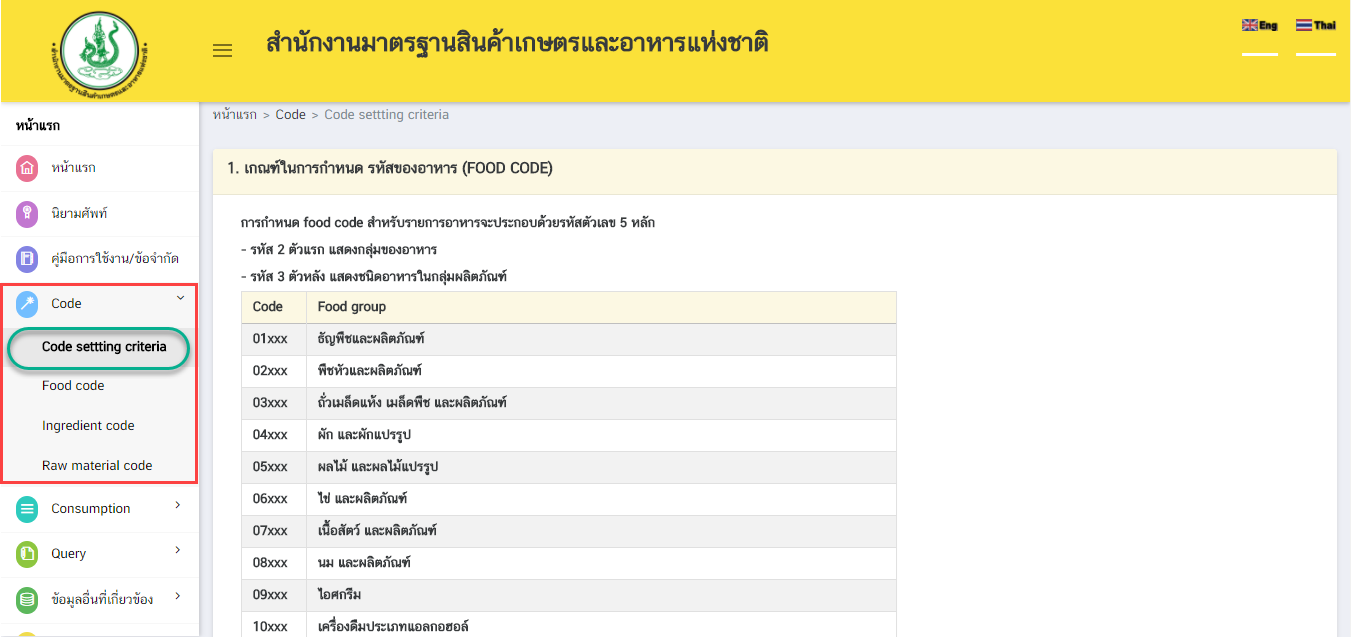 สำนักงานมาตรฐานสินค้าเกษตรและอาหารแห่งชาติ
Eng
Thai
หน้าแรก
หน้าแรก > Code > Code settting criteria
หน้าแรก
นิยามศัพท์
คู่มือการใช้งาน/ข้อจำกัด
Code
Code settting criteria
Food code
Ingredient code
Raw material code
Consumption
Query
ข้อมูลอื่นที่เกี่ยวข้อง
1. เกณฑ์ในการกำหนด รหัสของอาหาร (FOOD CODE)
การกำหนด food code สำหรับรายการอาหารจะประกอบด้วยรหัสตัวเลข 5 หลัก
- รหัส 2 ตัวแรก แสดงกลุ่มของอาหาร
- รหัส 3 ตัวหลัง แสดงชนิดอาหารในกลุ่มผลิตภัณฑ์
Code Food group
01xxx ธัญพืชและผลิตภัณฑ์
02xxx พืชหัวและผลิตภัณฑ์
03xxx ถั่วเมล็ดแห้ง เมล็ดพืช และผลิตภัณฑ์
04xxx ผัก และผักแปรรูป
05xxx ผลไม้ และผลไม้แปรรูป
06xxx ไข่ และผลิตภัณฑ์
07xxx เนื้อสัตว์ และผลิตภัณฑ์
08xxx นม และผลิตภัณฑ์
09xxx ไอศกรีม
10xxx เครื่องดื่มประเภทแอลกอฮอล์